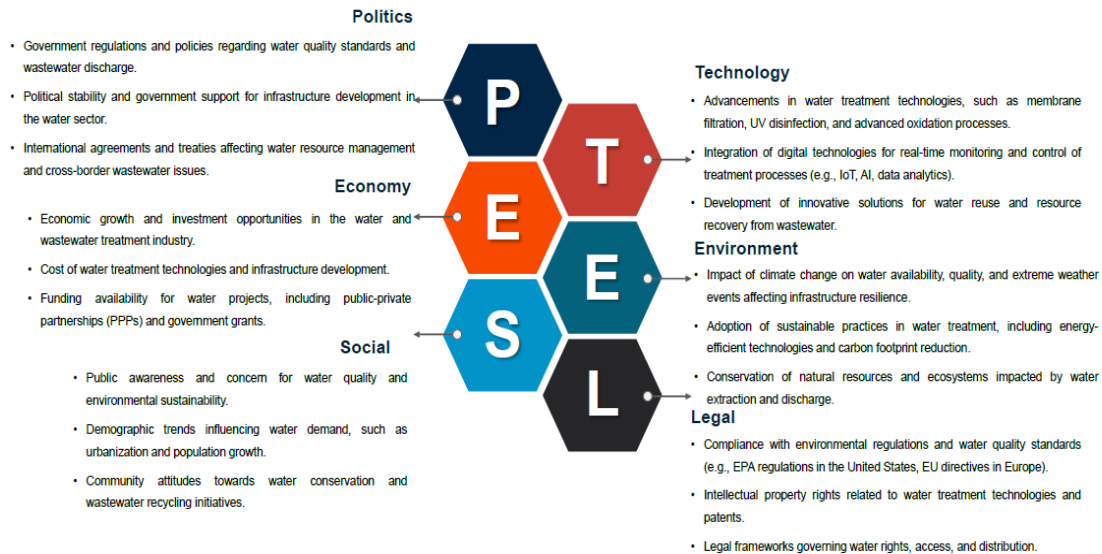 Politics
• Government regulations and policies regarding water quality standards and
wastewater discharge.
• Political stability and government support for infrastructure development in
the water sector.
• International agreements and treaties affecting water resource management
and cross-border wastewater issues.
Economy
• Economic growth and investment opportunities in the water and
wastewater treatment industry.
• Cost of water treatment technologies and infrastructure development.
• Funding availability for water projects, including public-private
partnerships (PPPs) and government grants.
Social
• Public awareness and concern for water quality and
environmental sustainability.
• Demographic trends influencing water demand, such as
urbanization and population growth.
• Community attitudes towards water conservation and
wastewater recycling initiatives.
P
E
S
T
E
L
Technology
• Advancements in water treatment technologies, such as membrane
filtration, UV disinfection, and advanced oxidation processes.
• Integration of digital technologies for real-time monitoring and control of
treatment processes (e.g., IoT, AI, data analytics).
• Development of innovative solutions for water reuse and resource
recovery from wastewater.
Environment
• Impact of climate change on water availability, quality, and extreme weather
events affecting infrastructure resilience.
• Adoption of sustainable practices in water treatment, including energy-
efficient technologies and carbon footprint reduction.
• Conservation of natural resources and ecosystems impacted by water
extraction and discharge.
Legal
• Compliance with environmental regulations and water quality standards
(e.g., EPA regulations in the United States, EU directives in Europe).
• Intellectual property rights related to water treatment technologies and
patents.
• Legal frameworks governing water rights, access, and distribution.